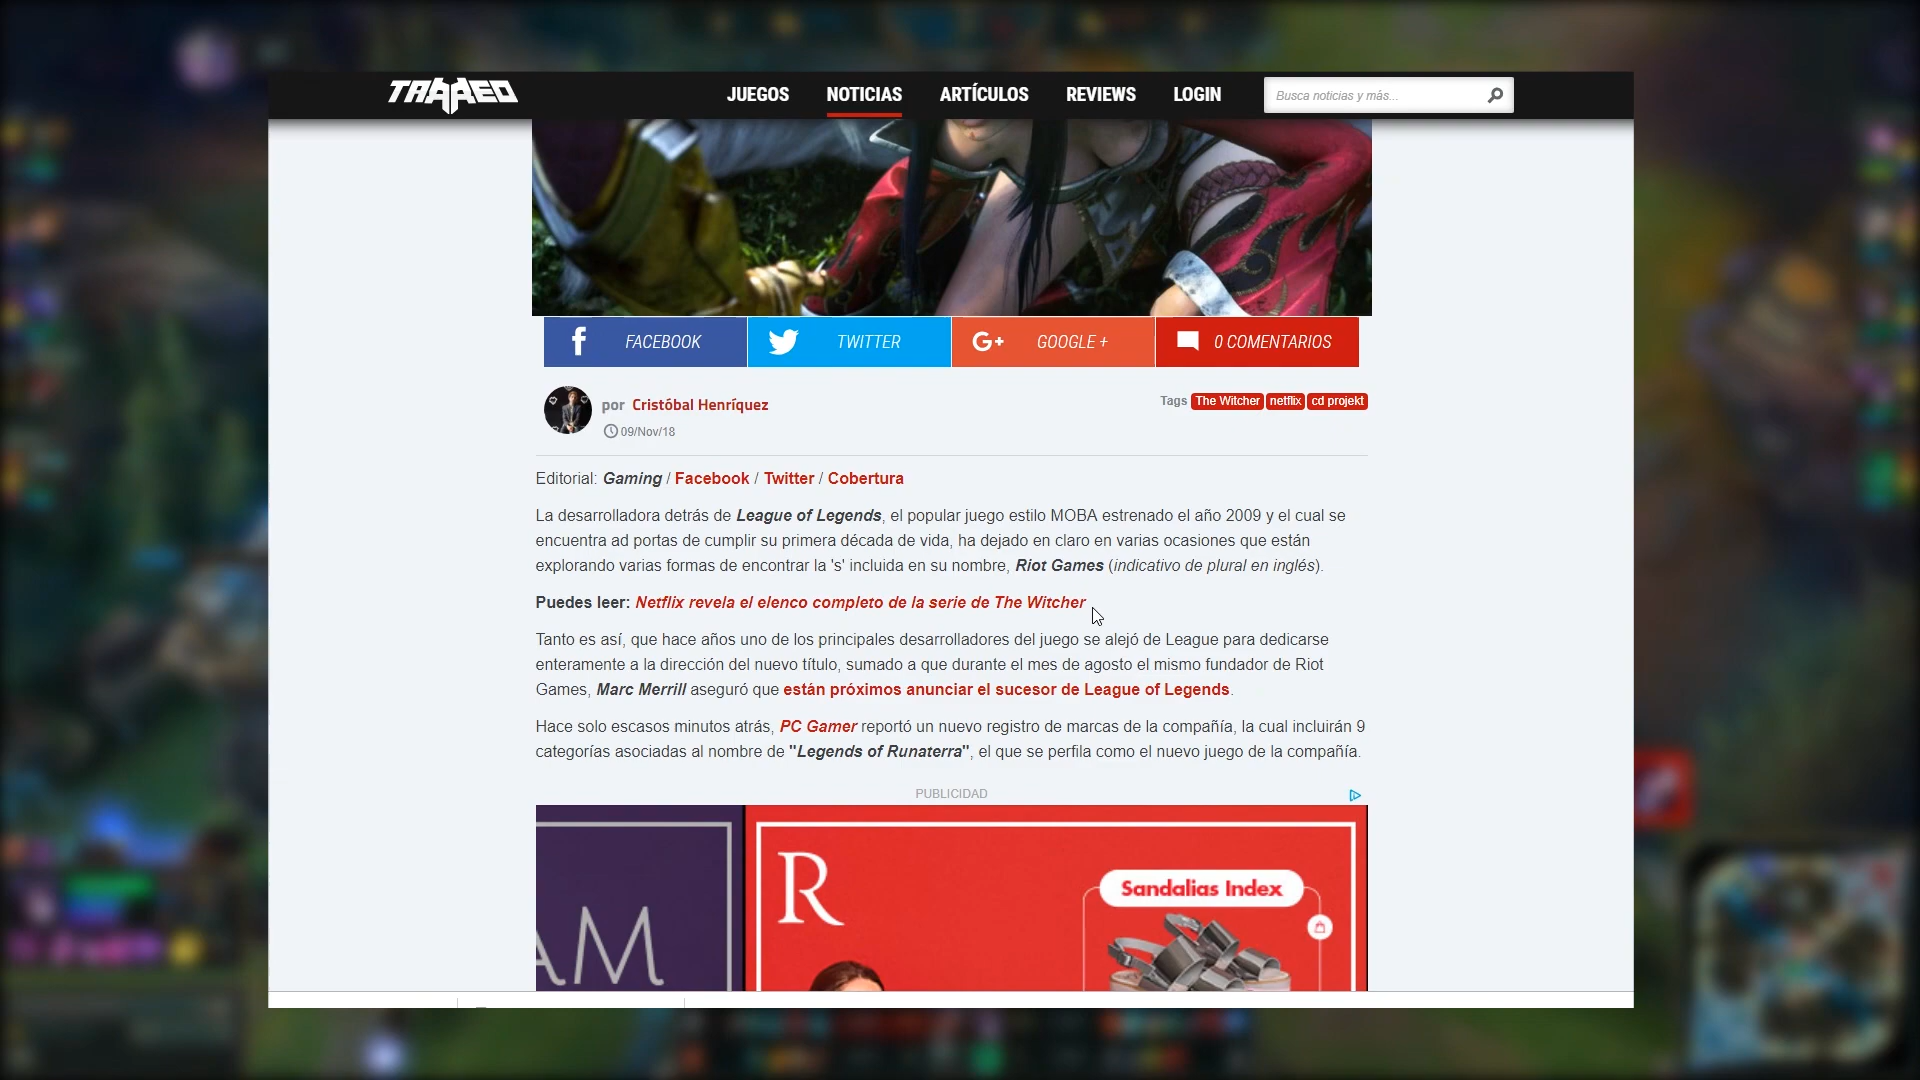 TARREO
JUEGOS NOTICIAS ARTÍCULOS REVIEWS LOGIN Busca noticias y más...
FACEBOOK TWITTER G+ GOOGLE + 0 COMENTARIOS
por Cristóbal Henríquez
09/Nov/18
Tags The Witcher netflix cd projekt
Editorial: Gaming / Facebook / Twitter / Cobertura
La desarrolladora detrás de League of Legends, el popular juego estilo MOBA estrenado el año 2009 y el cual se
encuentra ad portas de cumplir su primera década de vida, ha dejado en claro en varias ocasiones que están
explorando varias formas de encontrar la 's' incluida en su nombre, Riot Games (indicativo de plural en inglés).
Puedes leer: Netflix revela el elenco completo de la serie de The Witcher
Tanto es así, que hace años uno de los principales desarrolladores del juego se alejó de League para dedicarse
enteramente a la dirección del nuevo título, sumado a que durante el mes de agosto el mismo fundador de Riot
Games, Marc Merrill aseguró que están próximos anunciar el sucesor de League of Legends.
Hace solo escasos minutos atrás, PC Gamer reportó un nuevo registro de marcas de la compañía, la cual incluirán 9
categorías asociadas al nombre de "Legends of Runaterra", el que se perfila como el nuevo juego de la compañía.
PUBLICIDAD
AM
R
Sandalias Index